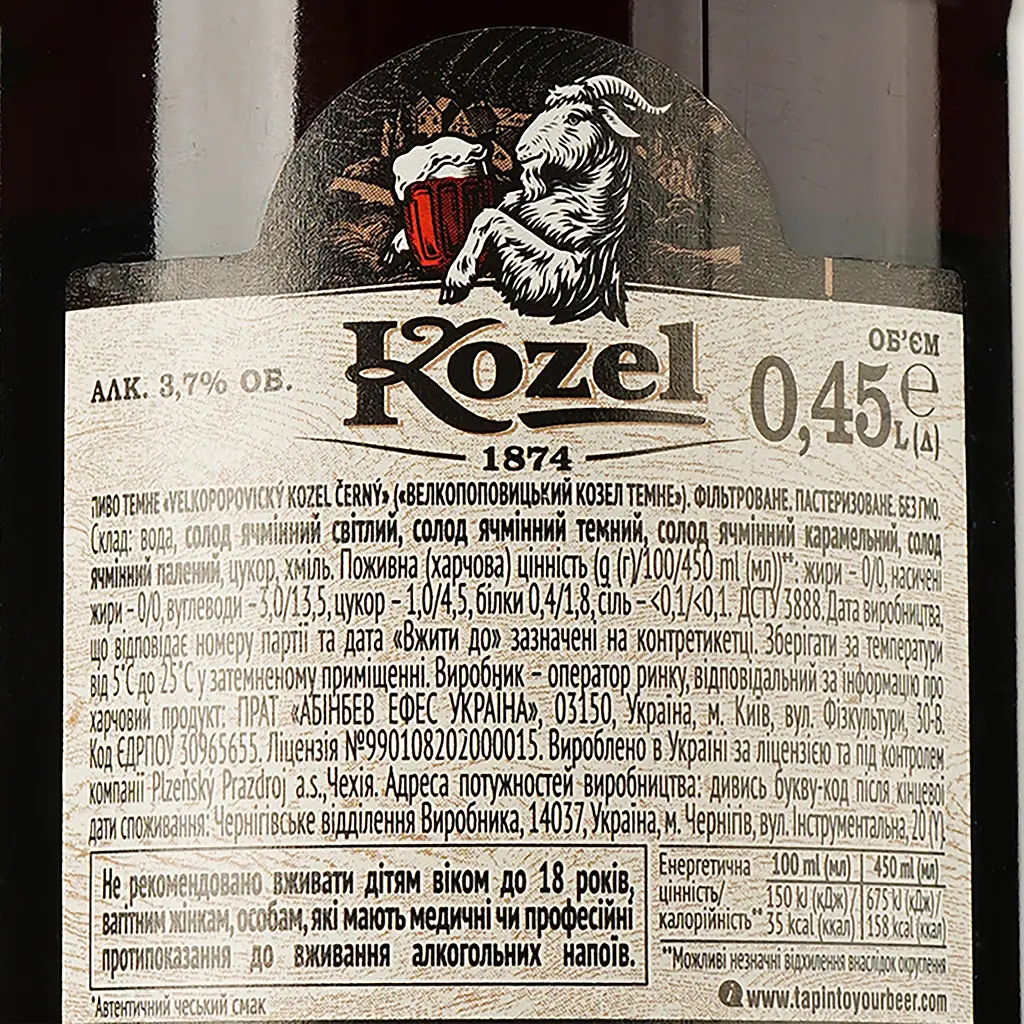 АЛК. 3,7% ОБ.
Kozel
1874
ОБ'ЄМ
0,45 e
L (Л)
ПИВО ТЕМНЕ «VELKOPOPOVICKÝ KOZEL ČERNÝ» («ВЕЛКОПОПОВИЦЬКИЙ КОЗЕЛ ТЕМНЕ»). ФІЛЬТРОВАНЕ. ПАСТЕРИЗОВАНЕ. БЕЗ ГМО.
Склад: вода, солод ячмінний світлий, солод ячмінний темний, солод ячмінний карамельний, солод
ячмінний палений, цукор, хміль. Поживна (харчова) цінність (g (г)/100/450 ml (мл))**: жири – 0/0, насичені
жири – 0/0, вуглеводи – 3,0/13,5, цукор – 1,0/4,5, білки 0,4/1,8, сіль – <0,1/<0,1. ДСТУ 3888. Дата виробництва,
що відповідає номеру партії та дата «Вжити до» зазначені на контретикетці. Зберігати за температури
від 5˚С до 25˚С у затемненому приміщенні. Виробник – оператор ринку, відповідальний за інформацію про
харчовий продукт: ПРАТ «АБІНБЕВ ЕФЕС УКРАЇНА», 03150, Україна, м. Київ, вул. Фізкультури, 30-В.
Код ЄДРПОУ 30965655. Ліцензія №990108202000015. Вироблено в Україні за ліцензією та під контролем
компанії Plzeňský Prazdroj a.s., Чехія. Адреса потужностей виробництва: дивись букву-код після кінцевої
дати споживання: Чернігівське відділення Виробника, 14037, Україна, м. Чернігів, вул. Інструментальна, 20 (Y).
Не рекомендовано вживати дітям віком до 18 років,
вагітним жінкам, особам, які мають медичні чи професійні
протипоказання до вживання алкогольних напоїв.
Енергетична 100 ml (мл) 450 ml (мл)
цінність/ 150 kJ (кДж)/ 675 kJ (кДж)/
калорійність** 35 kcal (ккал) 158 kcal (ккал)
**Можливі незначні відхилення внаслідок округлення
*Автентичний чеський смак
www.tapintoyourbeer.com